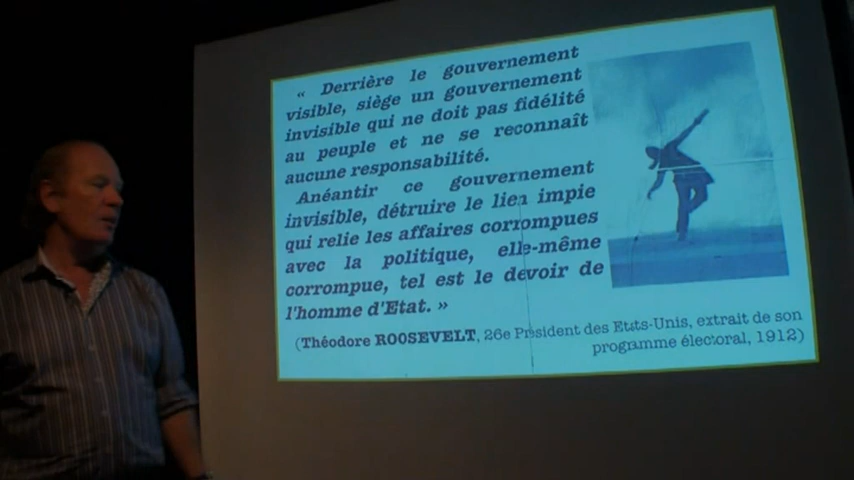 « Derrière le gouvernement
visible, siège un gouvernement
invisible qui ne doit pas fidélité
au peuple et ne se reconnaît
aucune responsabilité.
Anéantir ce gouvernement
invisible, détruire le lien impie
qui relie les affaires corrompues
avec la politique, elle-même
corrompue, tel est le devoir de
l'homme d'Etat. »
(Théodore ROOSEVELT, 26e Président des Etats-Unis, extrait de son
programme électoral, 1912)